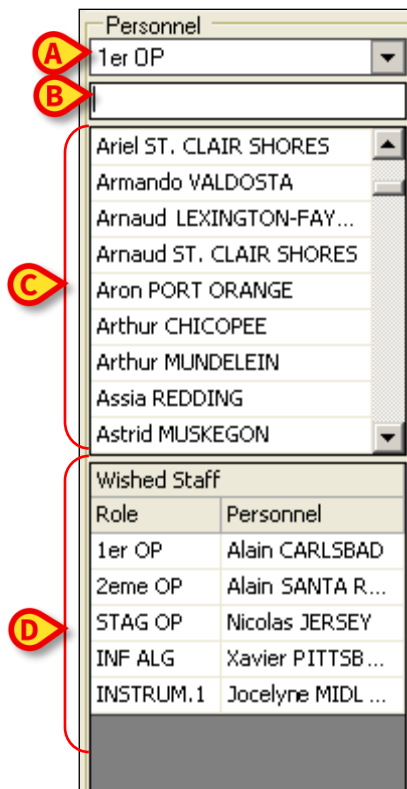 Personnel
A
1er OP
B
Ariel ST. CLAIR SHORES
Armando VALDOSTA
Arnaud LEXINGTON-FAY...
Arnaud ST. CLAIR SHORES
C
Aron PORT ORANGE
Arthur CHICOPEE
Arthur MUNDELEIN
Assia REDDING
Astrid MUSKEGON
Wished Staff
Role Personnel
1er OP Alain CARLSBAD
2eme OP Alain SANTA R...
D
STAG OP Nicolas JERSEY
INF ALG Xavier PITTSB...
INSTRUM.1 Jocelyne MIDL ...